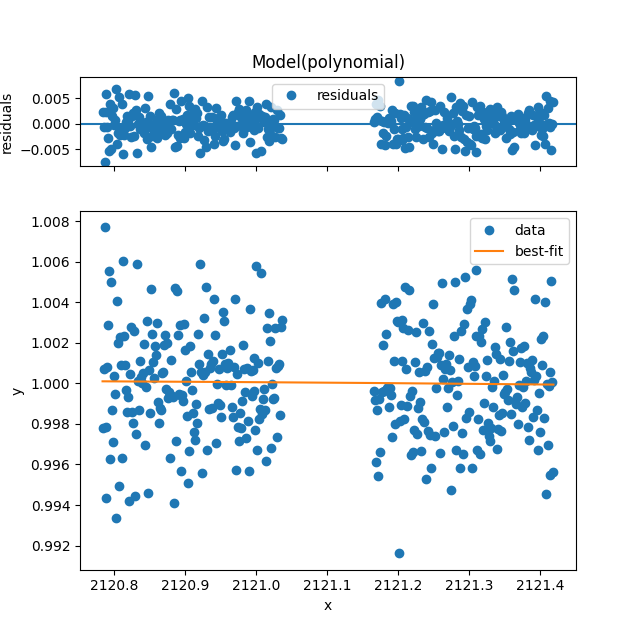 Model(polynomial)
residuals
0.005
0.000
−0.005
residuals
1.008
1.006
1.004
1.002
1.000
0.998
0.996
0.994
0.992
y
data
best-fit
2120.8 2120.9 2121.0 2121.1 2121.2 2121.3 2121.4
x